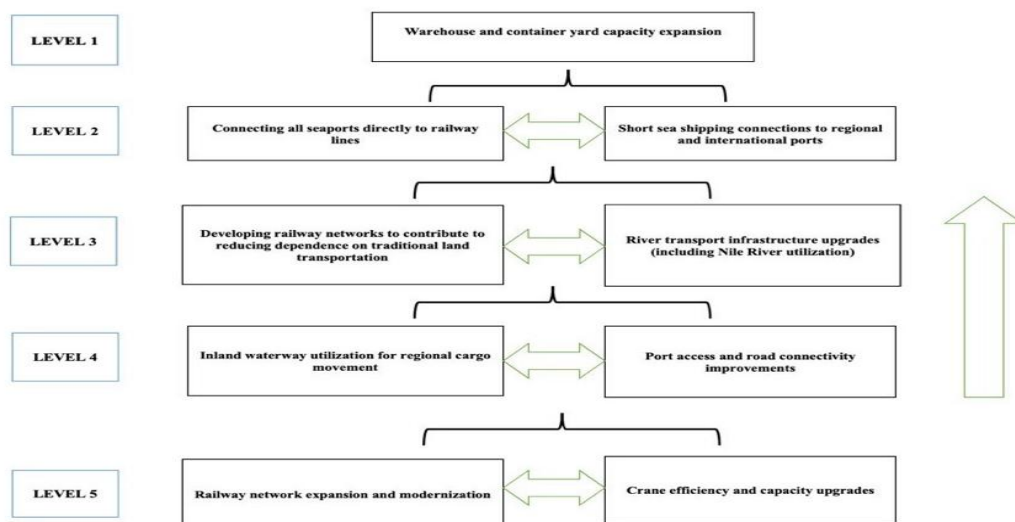 LEVEL 1
Warehouse and container yard capacity expansion
LEVEL 2
Connecting all seaports directly to railway
lines
Short sea shipping connections to regional
and international ports
LEVEL 3
Developing railway networks to contribute to
reducing dependence on traditional land
transportation
River transport infrastructure upgrades
(including Nile River utilization)
LEVEL 4
Inland waterway utilization for regional cargo
movement
Port access and road connectivity
improvements
LEVEL 5
Railway network expansion and modernization
Crane efficiency and capacity upgrades